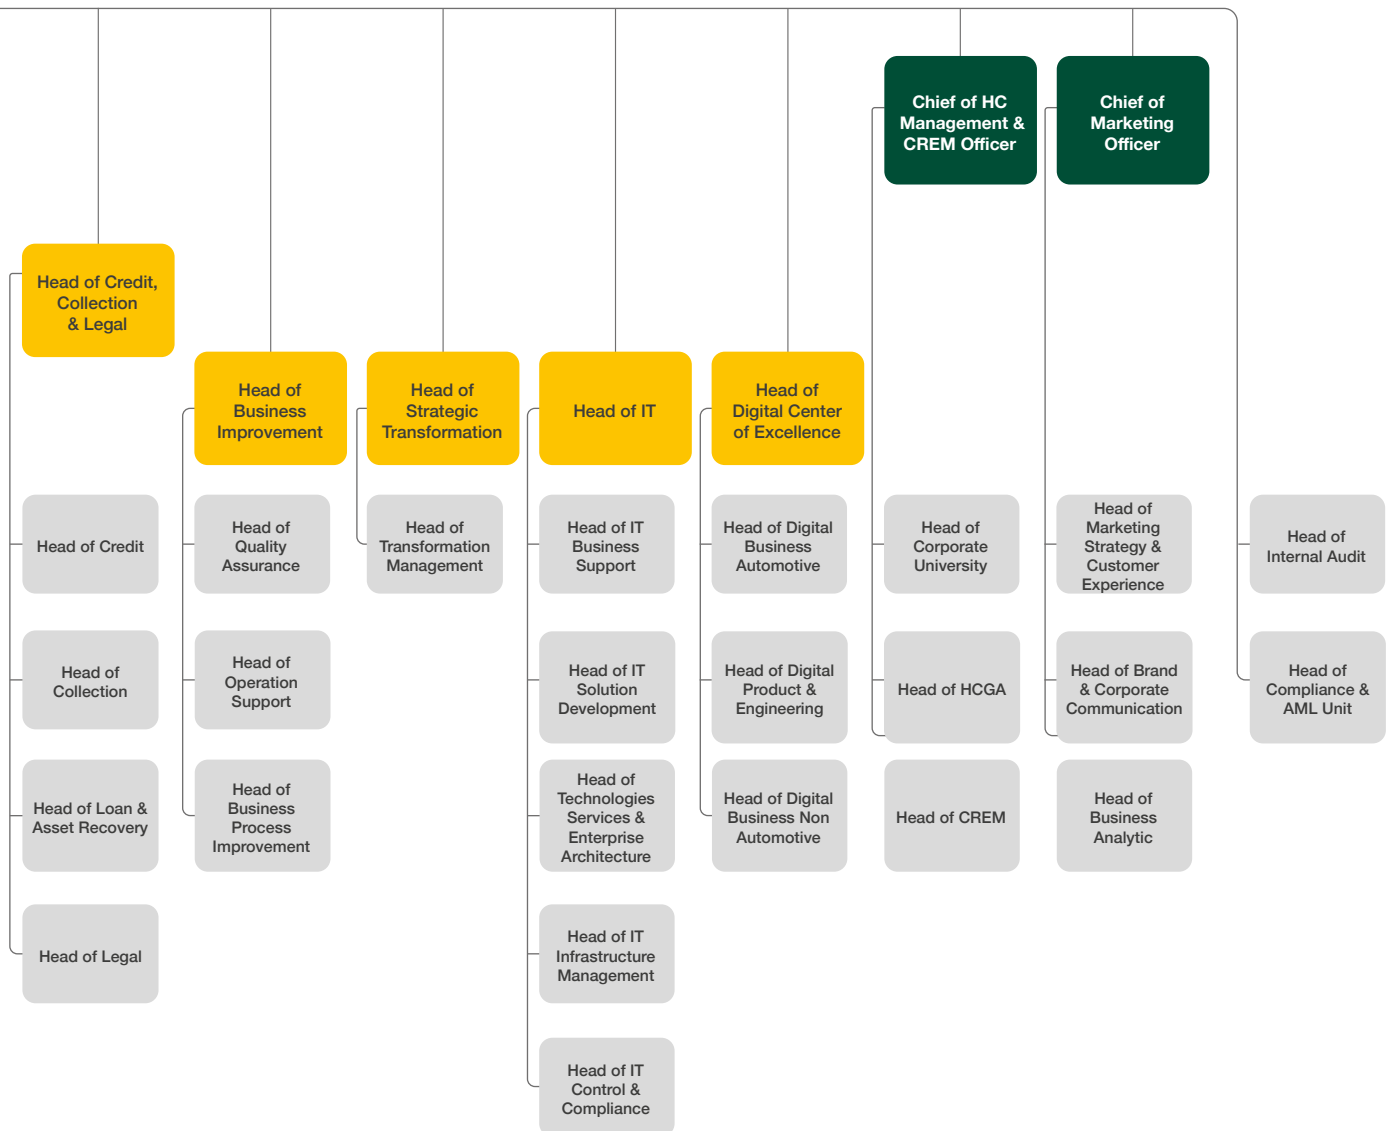 Chief of HC
Management &
CREM Officer
Chief of
Marketing
Officer
Head of Credit,
Collection
& Legal
Head of
Business
Improvement
Head of
Strategic
Transformation
Head of IT
Head of
Digital Center
of Excellence
Head of Credit
Head of
Quality
Assurance
Head of
Transformation
Management
Head of IT
Business
Support
Head of Digital
Business
Automotive
Head of
Corporate
University
Head of
Marketing
Strategy &
Customer
Experience
Head of
Internal Audit
Head of
Collection
Head of
Operation
Support
Head of IT
Solution
Development
Head of Digital
Product &
Engineering
Head of HCGA
Head of Brand
& Corporate
Communication
Head of
Compliance &
AML Unit
Head of Loan &
Asset Recovery
Head of
Business
Process
Improvement
Head of
Technologies
Services &
Enterprise
Architecture
Head of Digital
Business Non
Automotive
Head of CREM
Head of
Business
Analytic
Head of Legal
Head of IT
Infrastructure
Management
Head of IT
Control &
Compliance